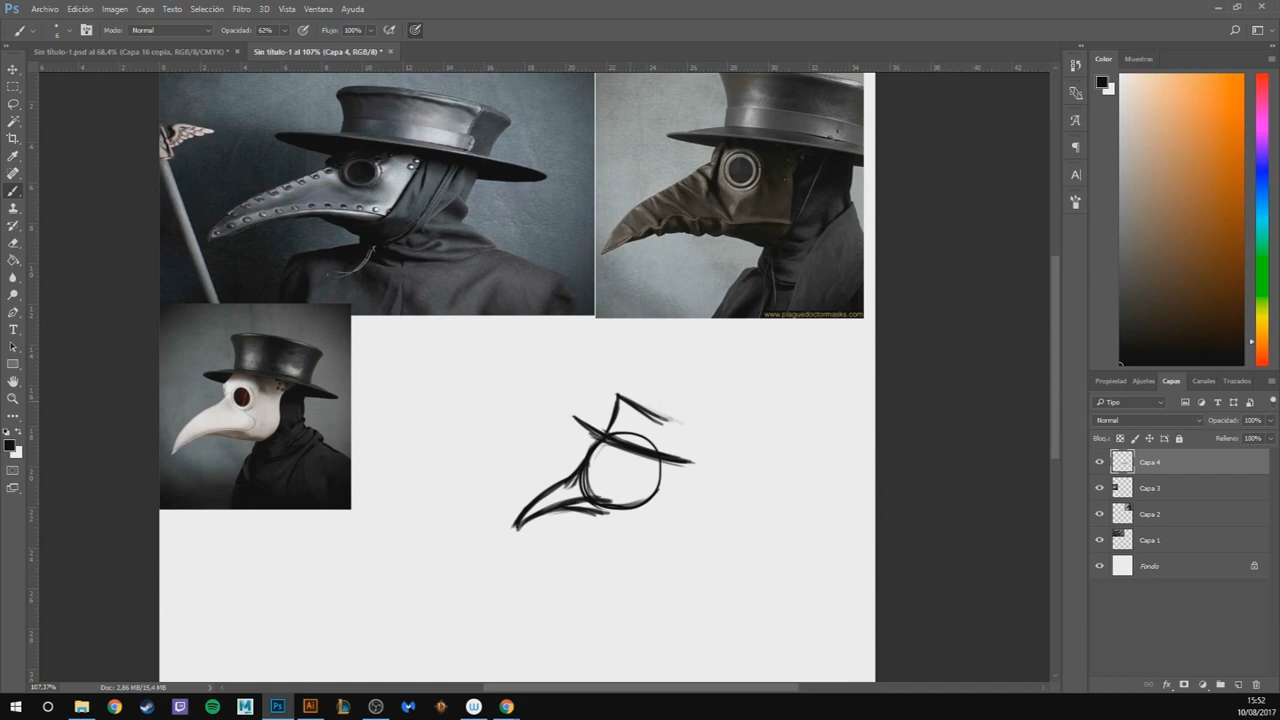 Ps Archivo Edición Imagen Capa Texto Selección Filtro 3D Vista Ventana Ayuda
6 Modo: Normal Opacidad: 62% Flujo: 100%
Sin título-1.psd al 68.4% (Capa 16 copia, RGB/8/CMYK) * × Sin título-1 al 107% (Capa 4, RGB/8) * ×
Color Muestras
www.plaguedoctormasks.com
Propiedad Ajustes Capas Canales Trazados
Tipo
Normal Opacidad: 100%
Bloq.: Relleno: 100%
Capa 4
Capa 3
Capa 2
Capa 1
Fondo
107,37% Doc: 2,86 MB/15,4 MB
15:52
10/08/2017